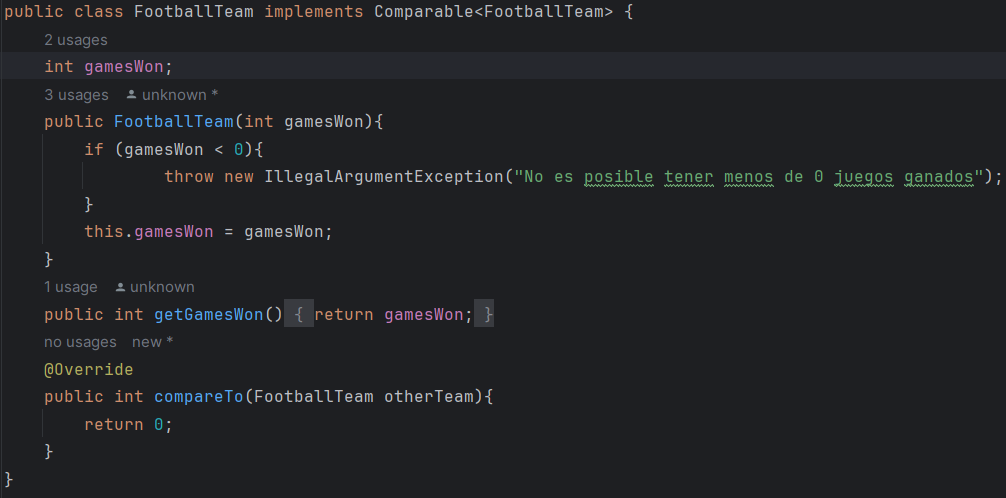 public class FootballTeam implements Comparable<FootballTeam> {
2 usages
int gamesWon;
3 usages unknown *
public FootballTeam(int gamesWon){
if (gamesWon < 0){
throw new IllegalArgumentException("No es posible tener menos de 0 juegos ganados");
}
this.gamesWon = gamesWon;
}
1 usage unknown
public int getGamesWon() { return gamesWon; }
no usages new *
@Override
public int compareTo(FootballTeam otherTeam){
return 0;
}
}